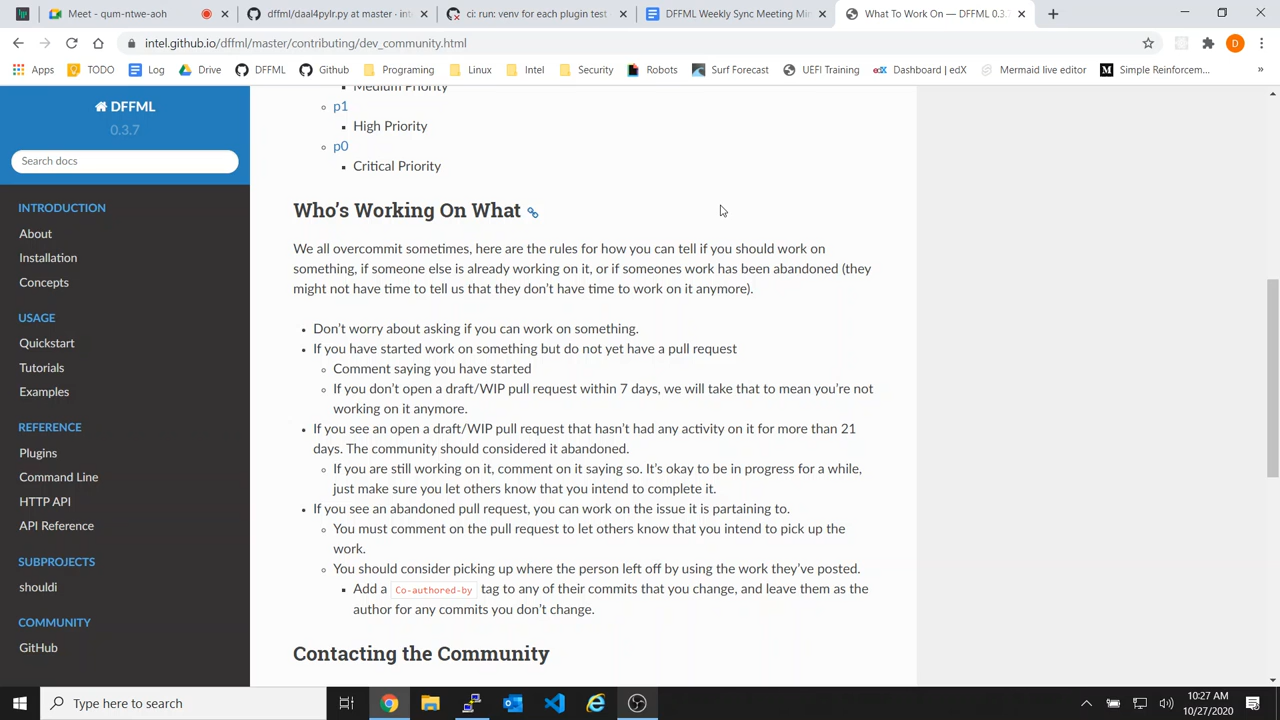 Meet - qum-ntwe-aoh
dffml/daal4pylr.py at master · int
ci: run: venv for each plugin test
DFFML Weekly Sync Meeting Min
What To Work On — DFFML 0.3.7
intel.github.io/dffml/master/contributing/dev_community.html
D
Apps
TODO
Log
Drive
DFFML
Github
Programing
Linux
Intel
Security
Robots
Surf Forecast
UEFI Training
edX
Dashboard | edX
Mermaid live editor
M
Simple Reinforcem...
»
DFFML
0.3.7
Search docs
INTRODUCTION
About
Installation
Concepts
USAGE
Quickstart
Tutorials
Examples
REFERENCE
Plugins
Command Line
HTTP API
API Reference
SUBPROJECTS
shouldi
COMMUNITY
GitHub
Medium Priority
p1
High Priority
p0
Critical Priority
Who's Working On What
We all overcommit sometimes, here are the rules for how you can tell if you should work on
something, if someone else is already working on it, or if someones work has been abandoned (they
might not have time to tell us that they don't have time to work on it anymore).
Don't worry about asking if you can work on something.
If you have started work on something but do not yet have a pull request
Comment saying you have started
If you don't open a draft/WIP pull request within 7 days, we will take that to mean you're not
working on it anymore.
If you see an open a draft/WIP pull request that hasn't had any activity on it for more than 21
days. The community should considered it abandoned.
If you are still working on it, comment on it saying so. It's okay to be in progress for a while,
just make sure you let others know that you intend to complete it.
If you see an abandoned pull request, you can work on the issue it is partaining to.
You must comment on the pull request to let others know that you intend to pick up the
work.
You should consider picking up where the person left off by using the work they've posted.
Add a Co-authored-by tag to any of their commits that you change, and leave them as the
author for any commits you don't change.
Contacting the Community
Type here to search
10:27 AM
10/27/2020